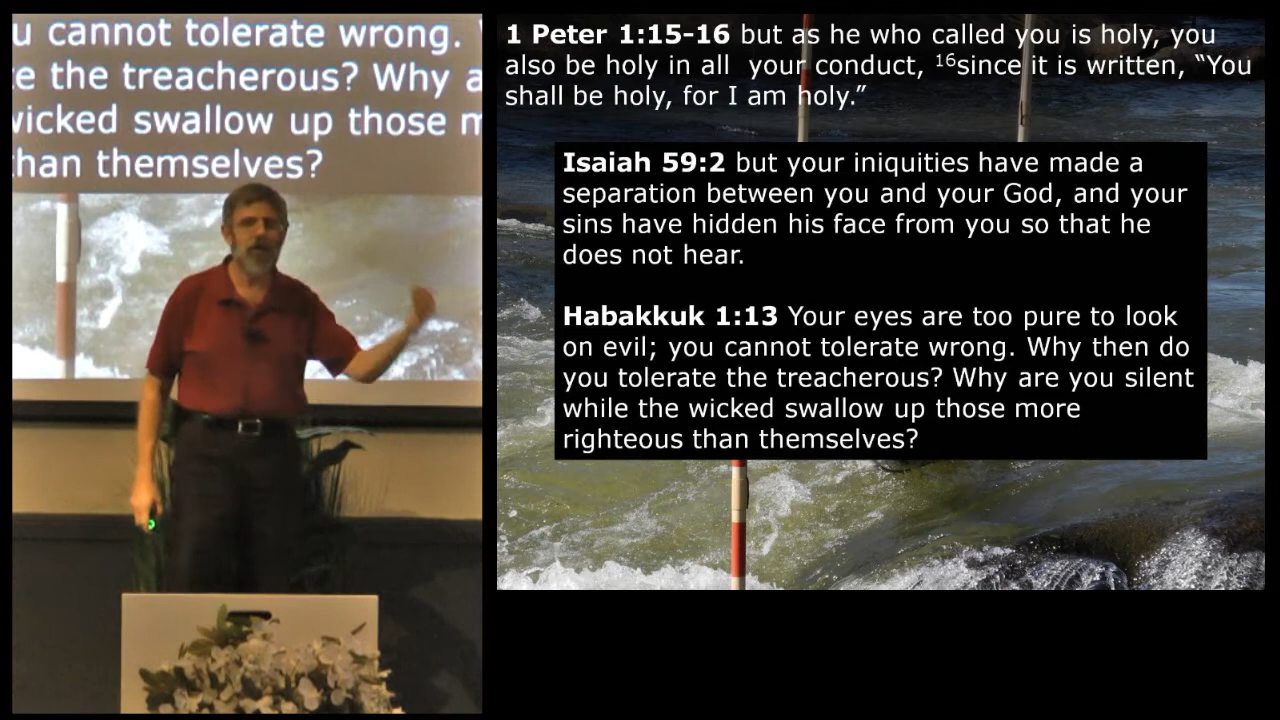 u cannot tolerate wrong.
e the treacherous? Why a
wicked swallow up those m
han themselves?
1 Peter 1:15-16 but as he who called you is holy, you
also be holy in all  your conduct, 16since it is written, “You
shall be holy, for I am holy.”
Isaiah 59:2 but your iniquities have made a
separation between you and your God, and your
sins have hidden his face from you so that he
does not hear.
Habakkuk 1:13 Your eyes are too pure to look
on evil; you cannot tolerate wrong. Why then do
you tolerate the treacherous? Why are you silent
while the wicked swallow up those more
righteous than themselves?